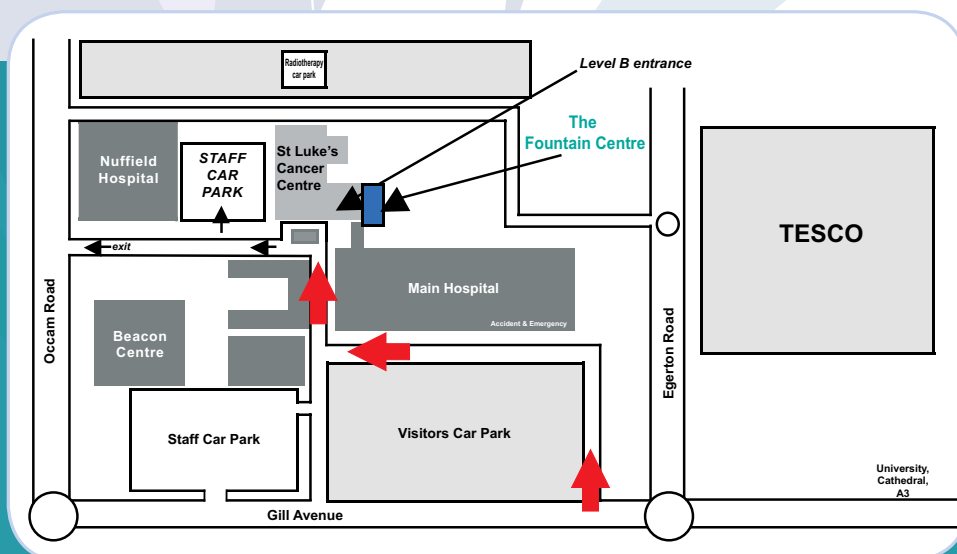 Radiotherapy
car park
Level B entrance
The
Fountain Centre
Nuffield
Hospital
STAFF
CAR
PARK
St Luke's
Cancer
Centre
TESCO
exit
Main Hospital
Accident & Emergency
Occam Road
Beacon
Centre
Egerton Road
Staff Car Park
Visitors Car Park
University,
Cathedral,
A3
Gill Avenue